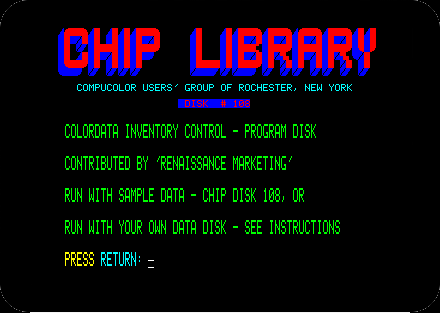 CHIP LIBRARY
COMPUCOLOR USERS' GROUP OF ROCHESTER, NEW YORK
DISK # 109
COLORDATA INVENTORY CONTROL - PROGRAM DISK
CONTRIBUTED BY 'RENAISSANCE MARKETING'
RUN WITH SAMPLE DATA - CHIP DISK 108, OR
RUN WITH YOUR OWN DATA DISK - SEE INSTRUCTIONS
PRESS RETURN: _